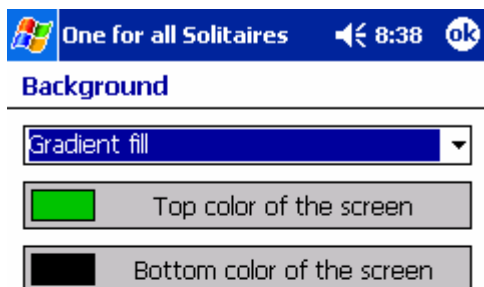 One for all Solitaires 8:38 ok
Background
Gradient fill
Top color of the screen
Bottom color of the screen